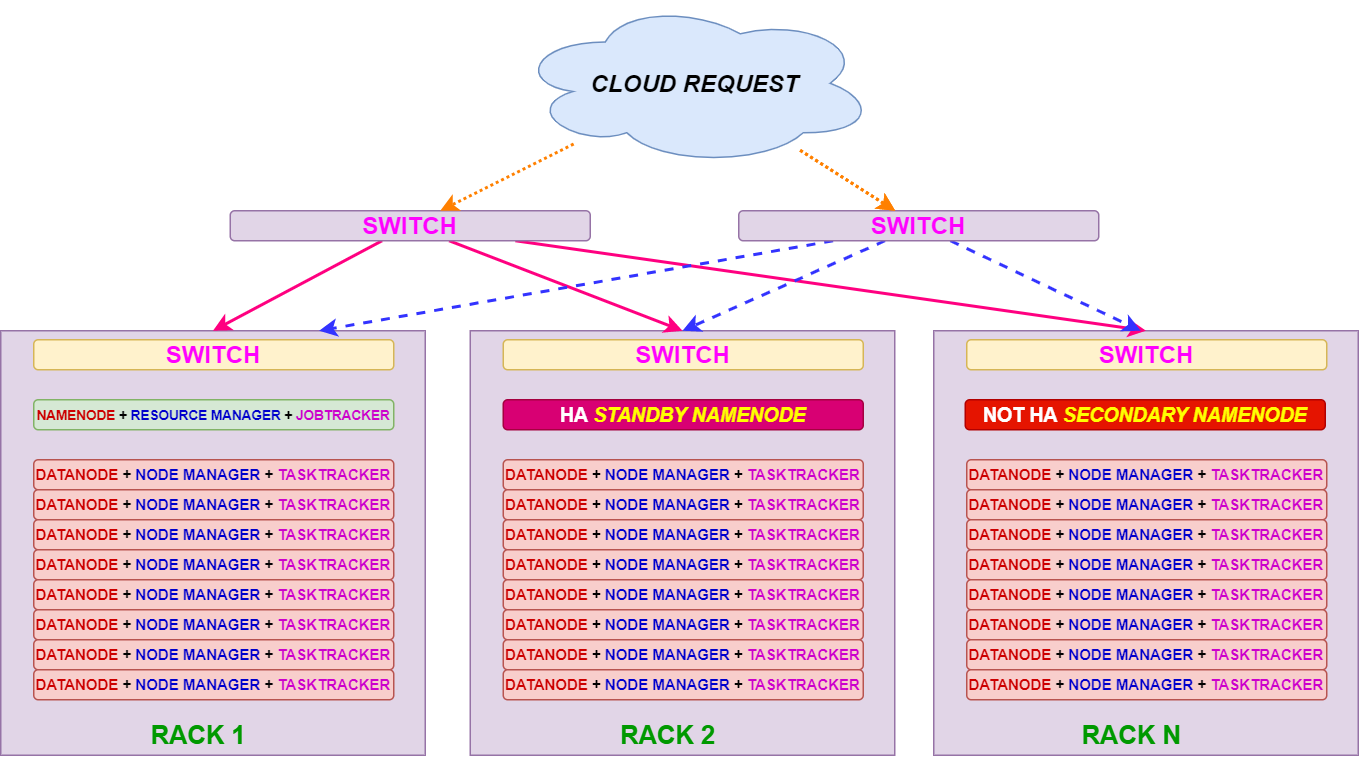 CLOUD REQUEST
SWITCH
SWITCH
SWITCH
NAMENODE + RESOURCE MANAGER + JOBTRACKER
DATANODE + NODE MANAGER + TASKTRACKER
DATANODE + NODE MANAGER + TASKTRACKER
DATANODE + NODE MANAGER + TASKTRACKER
DATANODE + NODE MANAGER + TASKTRACKER
DATANODE + NODE MANAGER + TASKTRACKER
DATANODE + NODE MANAGER + TASKTRACKER
DATANODE + NODE MANAGER + TASKTRACKER
DATANODE + NODE MANAGER + TASKTRACKER
RACK 1
SWITCH
HA STANDBY NAMENODE
DATANODE + NODE MANAGER + TASKTRACKER
DATANODE + NODE MANAGER + TASKTRACKER
DATANODE + NODE MANAGER + TASKTRACKER
DATANODE + NODE MANAGER + TASKTRACKER
DATANODE + NODE MANAGER + TASKTRACKER
DATANODE + NODE MANAGER + TASKTRACKER
DATANODE + NODE MANAGER + TASKTRACKER
DATANODE + NODE MANAGER + TASKTRACKER
RACK 2
SWITCH
NOT HA SECONDARY NAMENODE
DATANODE + NODE MANAGER + TASKTRACKER
DATANODE + NODE MANAGER + TASKTRACKER
DATANODE + NODE MANAGER + TASKTRACKER
DATANODE + NODE MANAGER + TASKTRACKER
DATANODE + NODE MANAGER + TASKTRACKER
DATANODE + NODE MANAGER + TASKTRACKER
DATANODE + NODE MANAGER + TASKTRACKER
DATANODE + NODE MANAGER + TASKTRACKER
RACK N